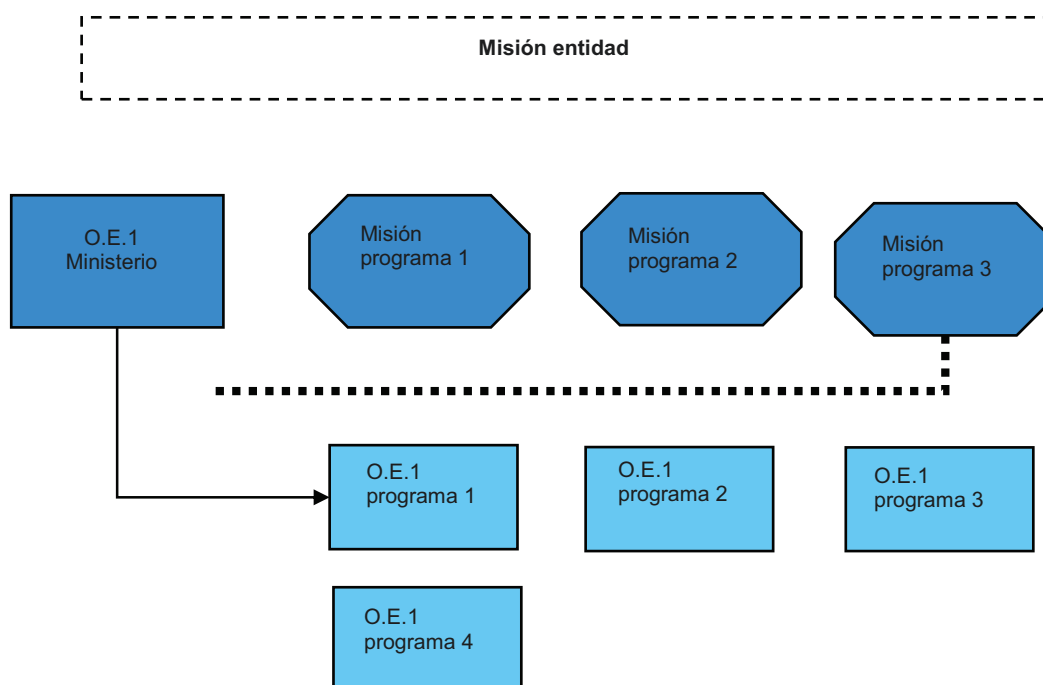 Misión entidad
O.E.1
Ministerio
Misión
programa 1
Misión
programa 2
Misión
programa 3
O.E.1
programa 1
O.E.1
programa 2
O.E.1
programa 3
O.E.1
programa 4